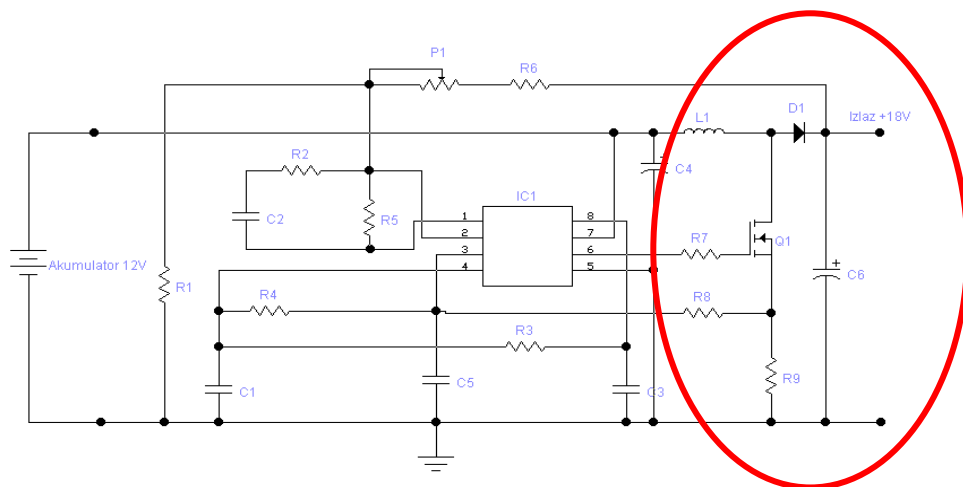 P1
R6
L1
D1
Izlaz +18V
R2
C4
C2
R5
IC1
1
2
3
4
8
7
6
5
R7
Q1
Akumulator 12V
R1
R4
R8
C6
+
R3
C1
C5
C3
R9